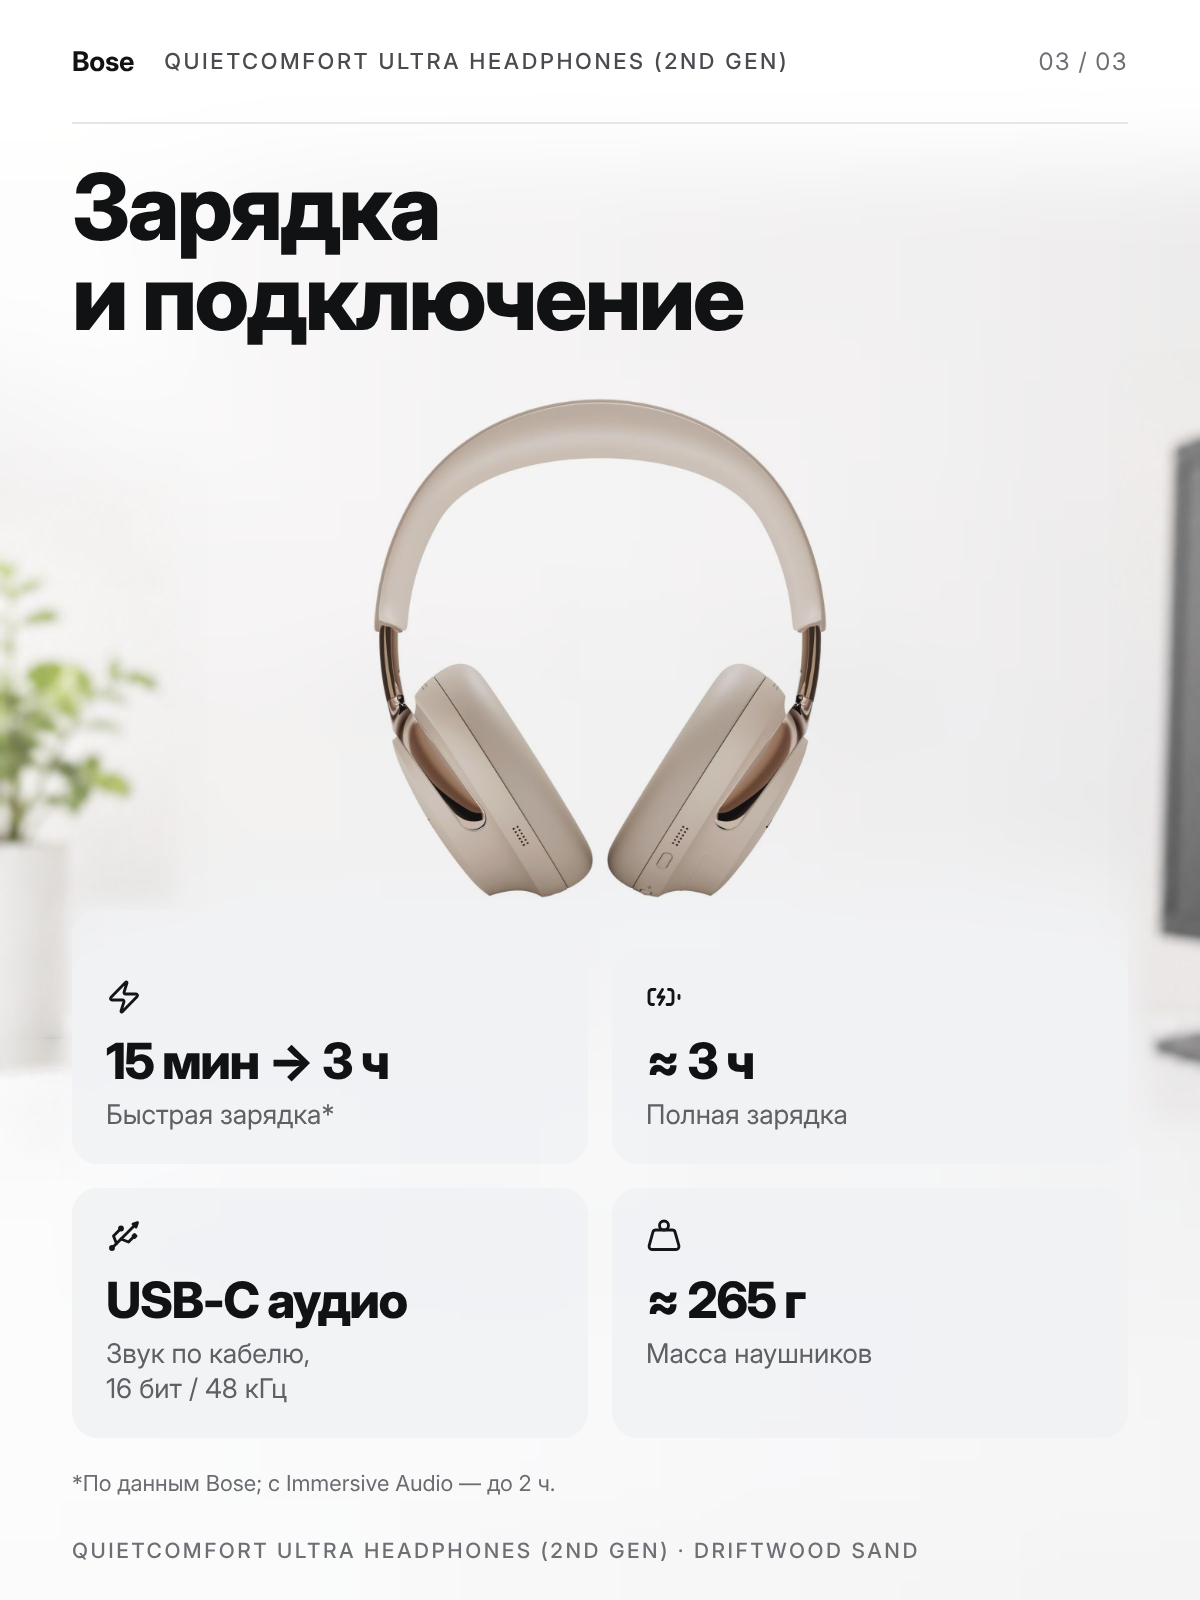 Bose QUIETCOMFORT ULTRA HEADPHONES (2ND GEN) 03 / 03
Зарядка
и подключение
15 мин → 3 ч
Быстрая зарядка*
≈ 3 ч
Полная зарядка
USB-C аудио
Звук по кабелю,
16 бит / 48 кГц
≈ 265 г
Масса наушников
*По данным Bose; с Immersive Audio — до 2 ч.
QUIETCOMFORT ULTRA HEADPHONES (2ND GEN) · DRIFTWOOD SAND